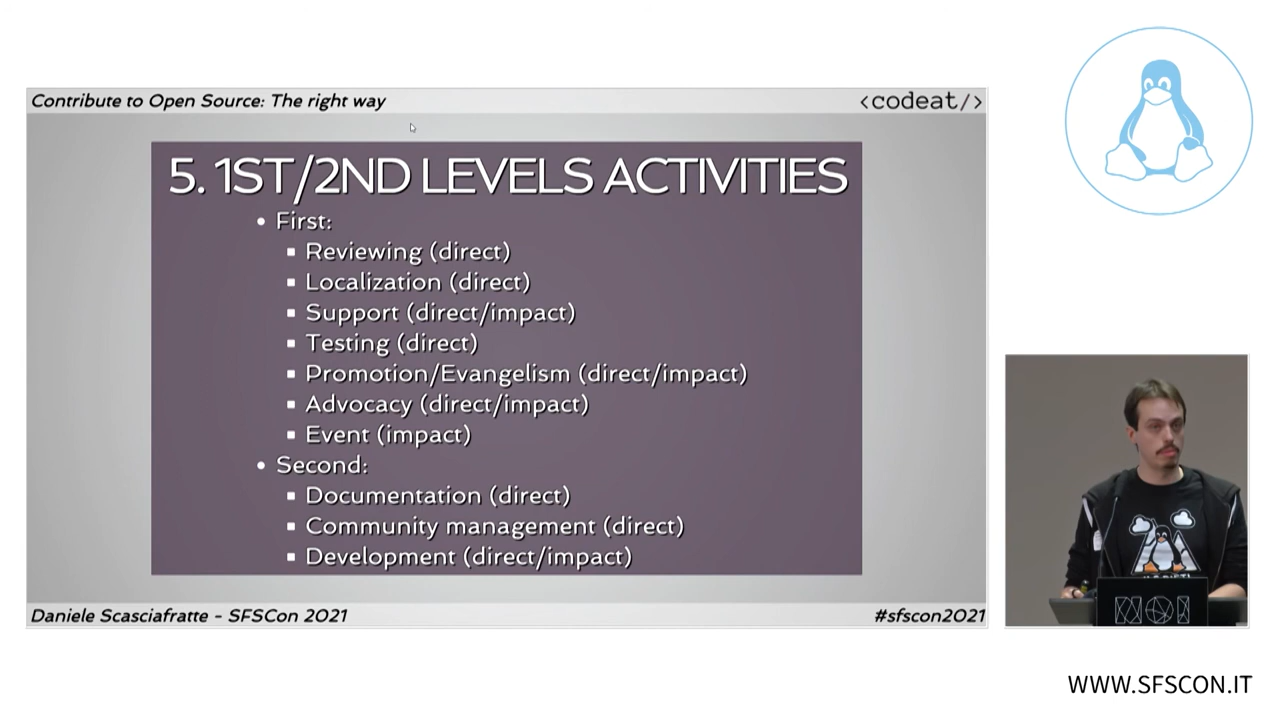 Contribute to Open Source: The right way
<codeat/>
5. 1ST/2ND LEVELS ACTIVITIES
First:
Reviewing (direct)
Localization (direct)
Support (direct/impact)
Testing (direct)
Promotion/Evangelism (direct/impact)
Advocacy (direct/impact)
Event (impact)
Second:
Documentation (direct)
Community management (direct)
Development (direct/impact)
Daniele Scasciafratte - SFSCon 2021
#sfscon2021
NOI
WWW.SFSCON.IT